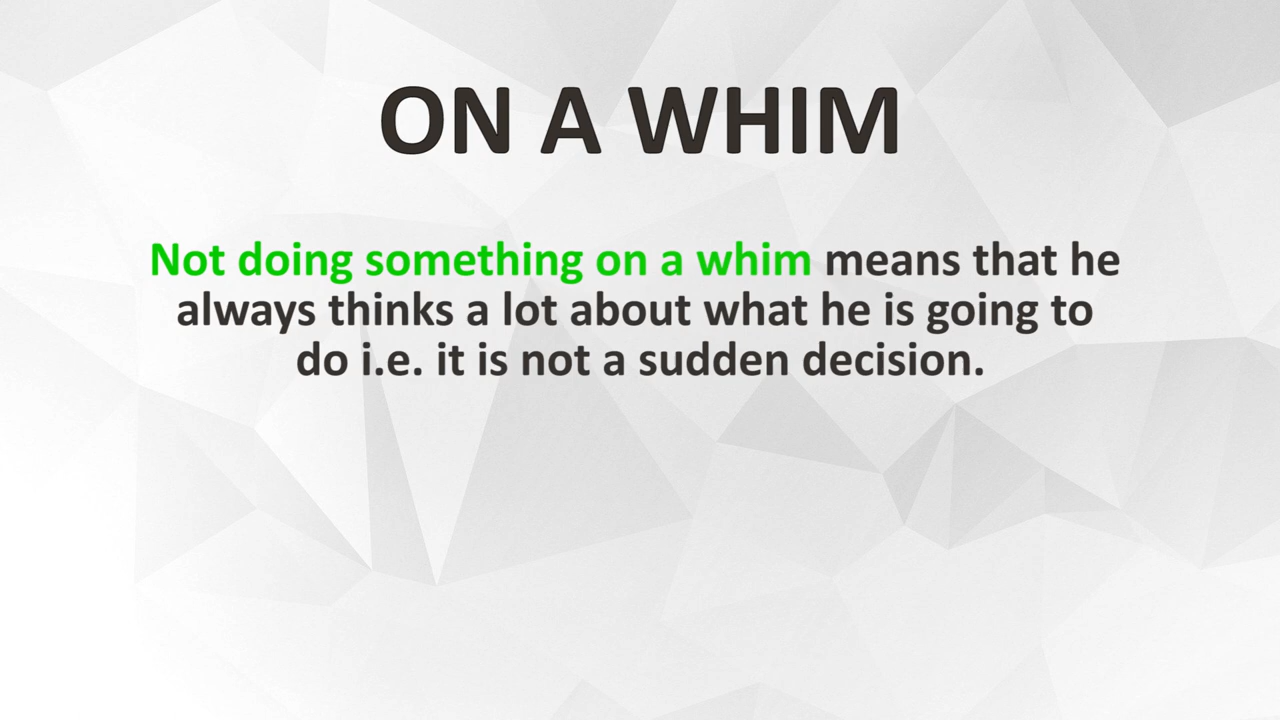 ON A WHIM
Not doing something on a whim means that he
always thinks a lot about what he is going to
do i.e. it is not a sudden decision.